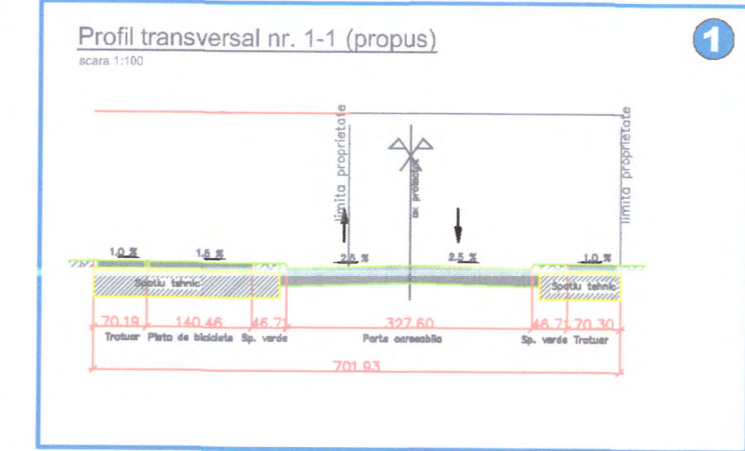 Profil transversal nr. 1-1 (propus)
1
scara 1:100
limita proprietate
ax proiectat
limita proprietate
1.0 %
1.5 %
2.5 %
2.5 %
1.0 %
Spatiu tehnic
Spatiu tehnic
70.19 140.46 46.71 327.60 46.71 70.30
Trotuar Pista de biciclete Sp. verde Parte carosabila Sp. verde Trotuar
701.93